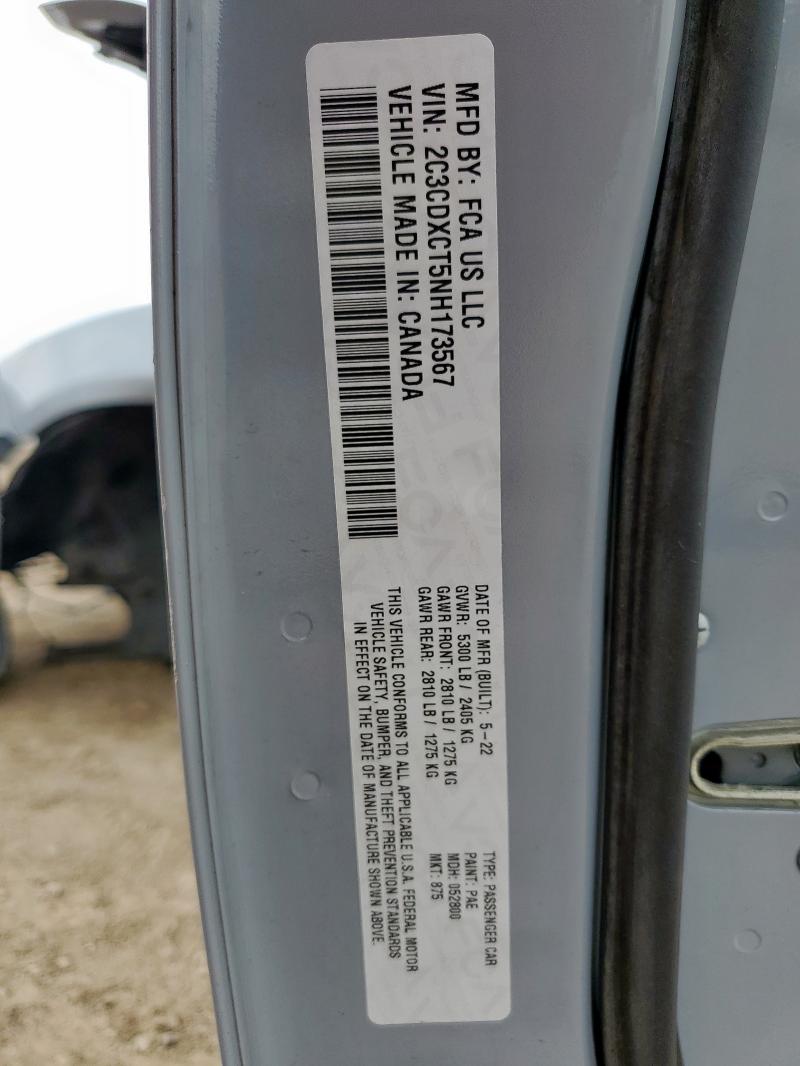 MFD BY: FCA US LLC
VIN: 2C3CDXCT5NH173567
VEHICLE MADE IN: CANADA
DATE OF MFR (BUILT): 5-22
GVWR: 5300 LB / 2405 KG
GAWR FRONT: 2810 LB / 1275 KG
GAWR REAR: 2810 LB / 1275 KG
THIS VEHICLE CONFORMS TO ALL APPLICABLE U.S.A. FEDERAL MOTOR
VEHICLE SAFETY, BUMPER, AND THEFT PREVENTION STANDARDS
IN EFFECT ON THE DATE OF MANUFACTURE SHOWN ABOVE.
TYPE: PASSENGER CAR
PAINT: PAE
MDH: 052800
MKT: 875